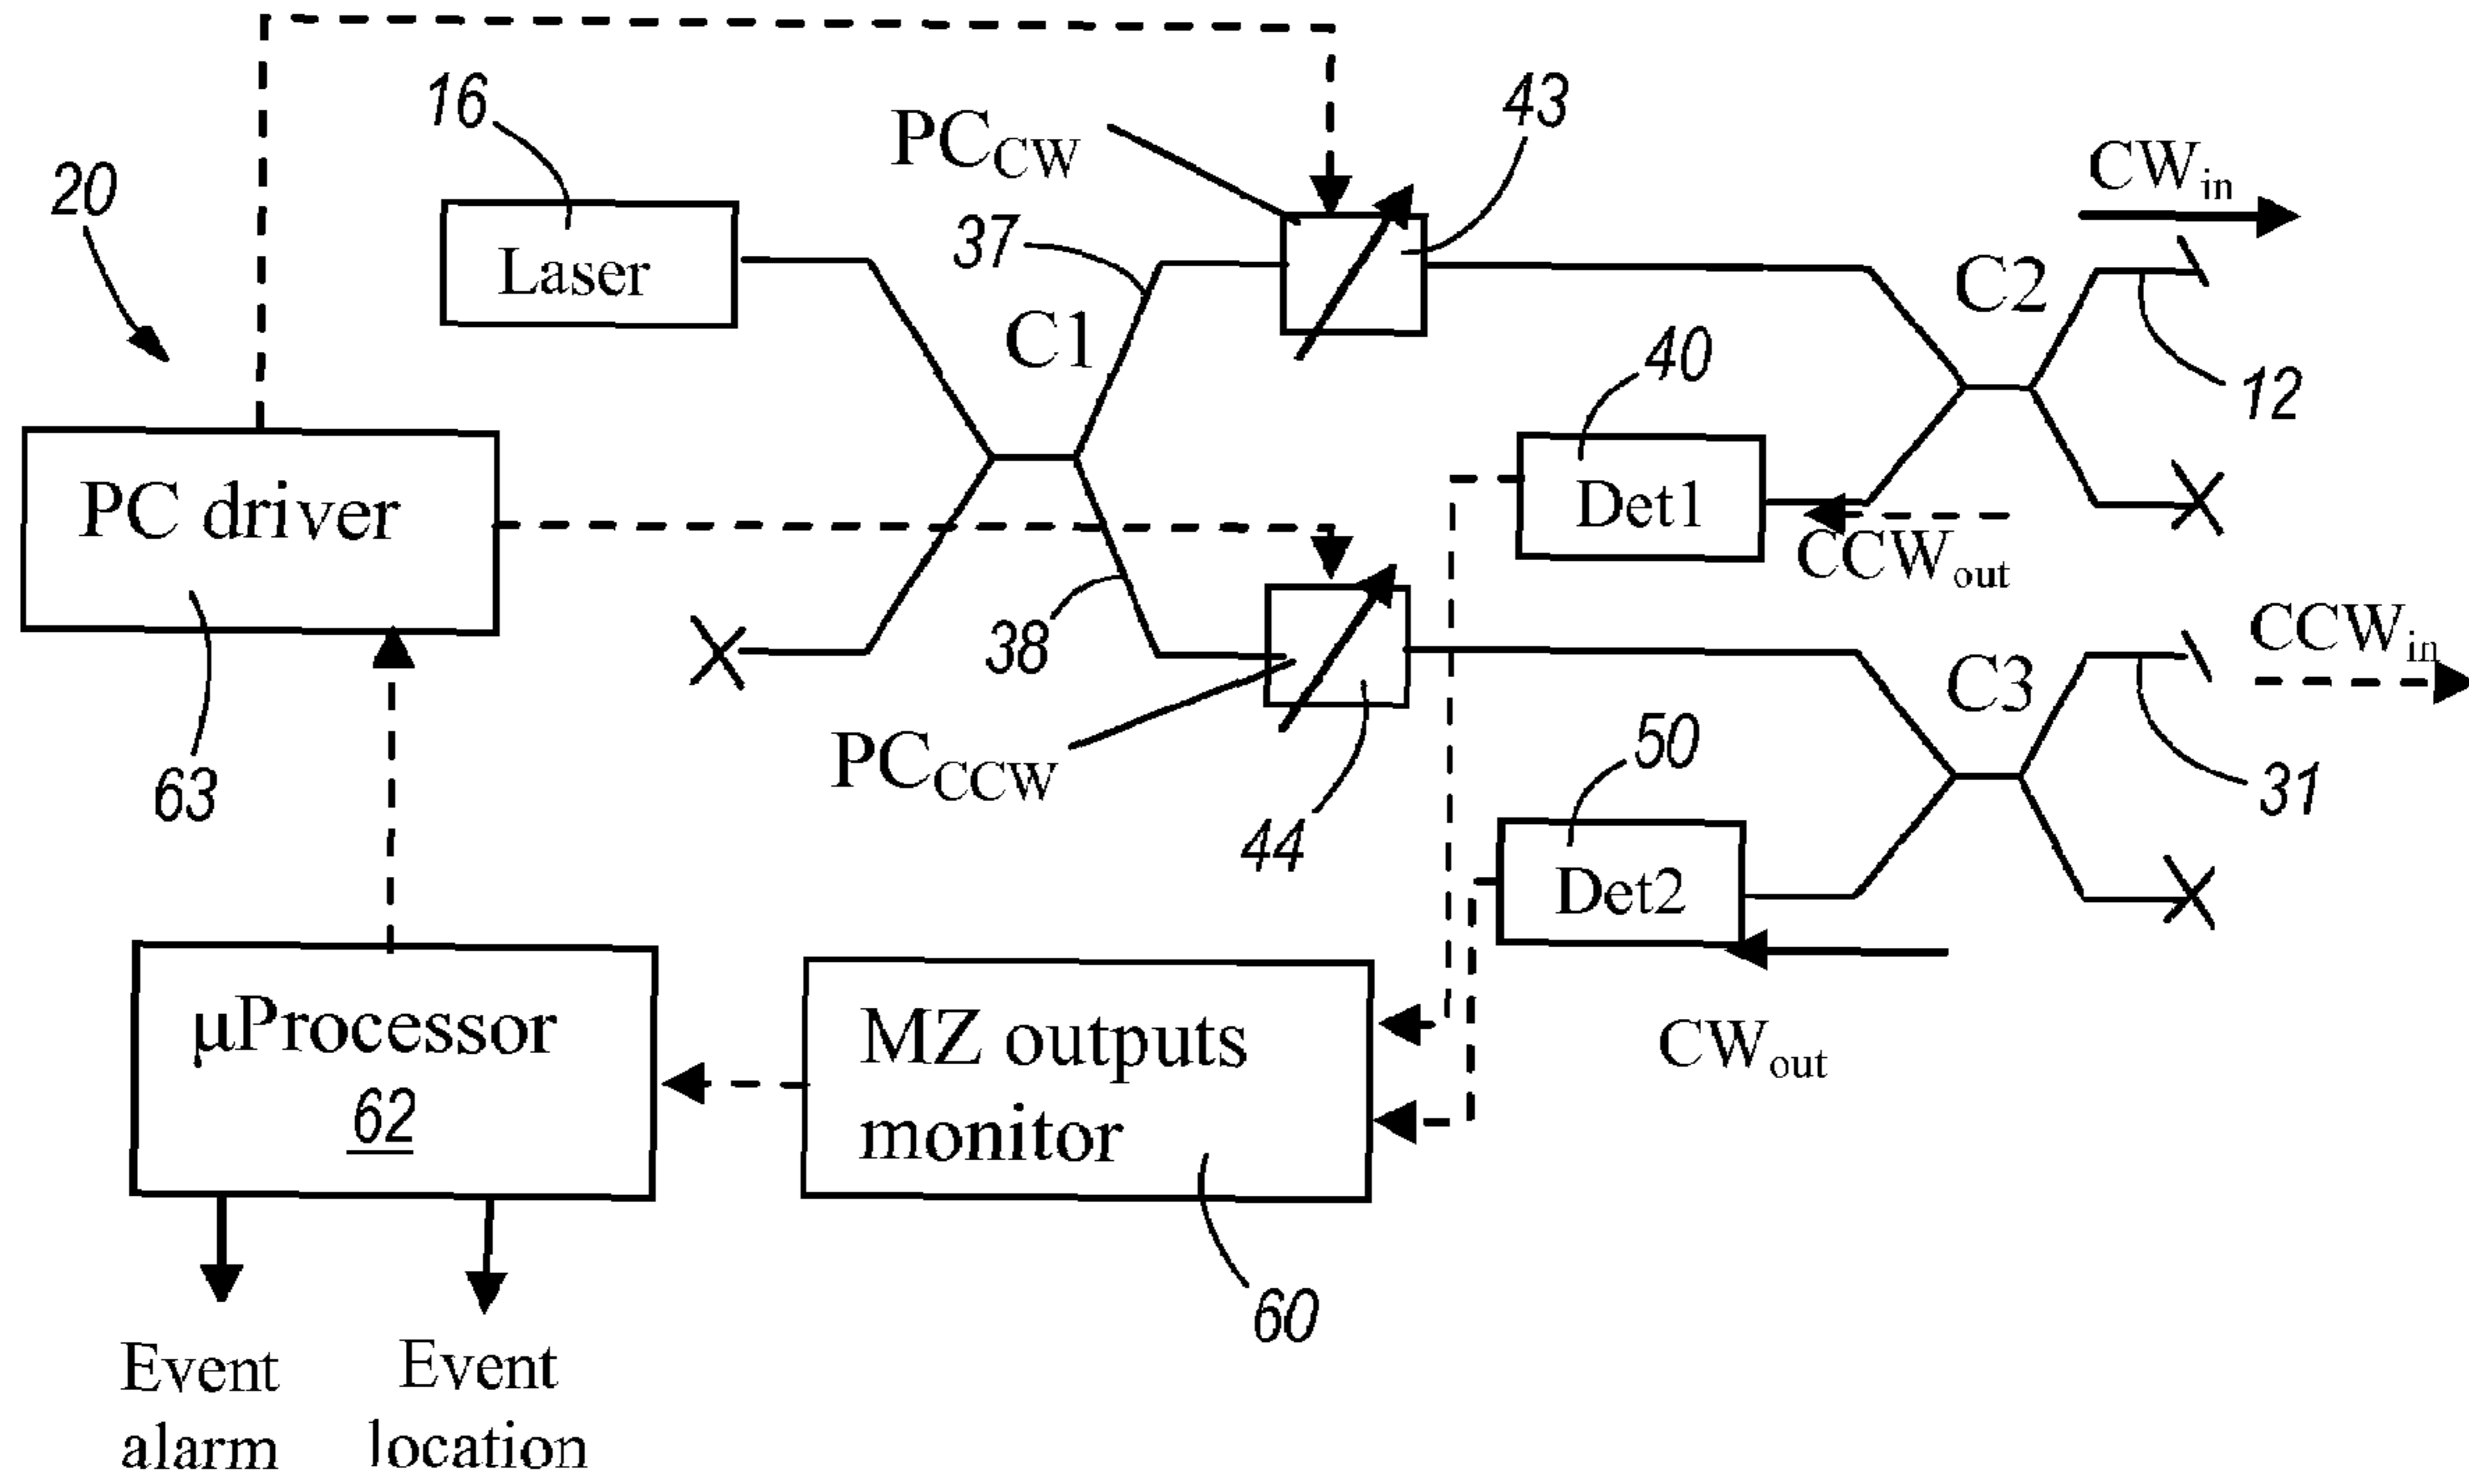 16
PC_CW
43
20
37
CW_in
Laser
C1
C2
40
12
PC driver
Det1
CCW_out
38
CCW_in
C3
63
PC_CCW
50
31
44
Det2
µProcessor
62
MZ outputs
monitor
CW_out
60
Event
alarm
Event
location